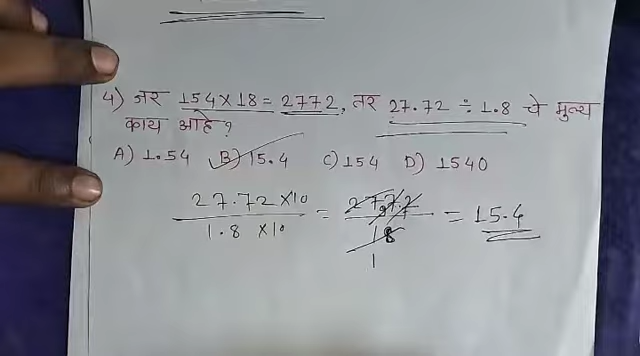 4) जर 154 × 18 = 2772, तर 27.72 ÷ 1.8 चे मुल्य
काय आहे ?
A) 1.54 B) 15.4 C) 154 D) 1540
27.72 × 10 / 1.8 × 10 = 277.2 / 18 = 15.4
1